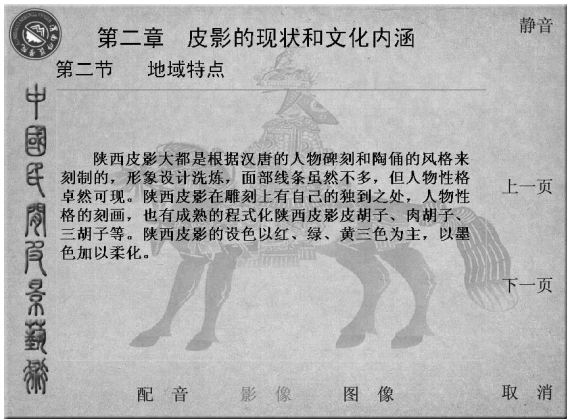 第二章 皮影的现状和文化内涵
静音
第二节 地域特点
中國民間皮影藝術
陕西皮影大都是根据汉唐的人物碑刻和陶俑的风格来
刻制的，形象设计洗炼，面部线条虽然不多，但人物性格
卓然可现。陕西皮影在雕刻上有自己的独到之处，人物性
格的刻画，也有成熟的程式化陕西皮影皮胡子、肉胡子、
三胡子等。陕西皮影的设色以红、绿、黄三色为主，以墨
色加以柔化。
上一页
下一页
配音 影像 图像 取消